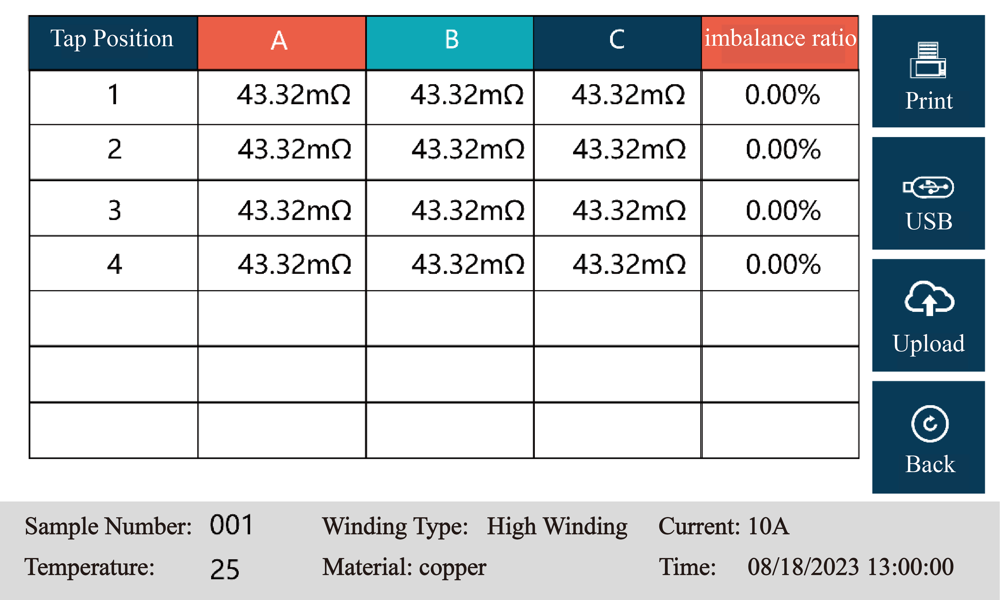 Tap Position A B C imbalance ratio
1 43.32mΩ 43.32mΩ 43.32mΩ 0.00%
2 43.32mΩ 43.32mΩ 43.32mΩ 0.00%
3 43.32mΩ 43.32mΩ 43.32mΩ 0.00%
4 43.32mΩ 43.32mΩ 43.32mΩ 0.00%
Print
USB
Upload
Back
Sample Number: 001 Winding Type: High Winding Current: 10A
Temperature: 25 Material: copper Time: 08/18/2023 13:00:00